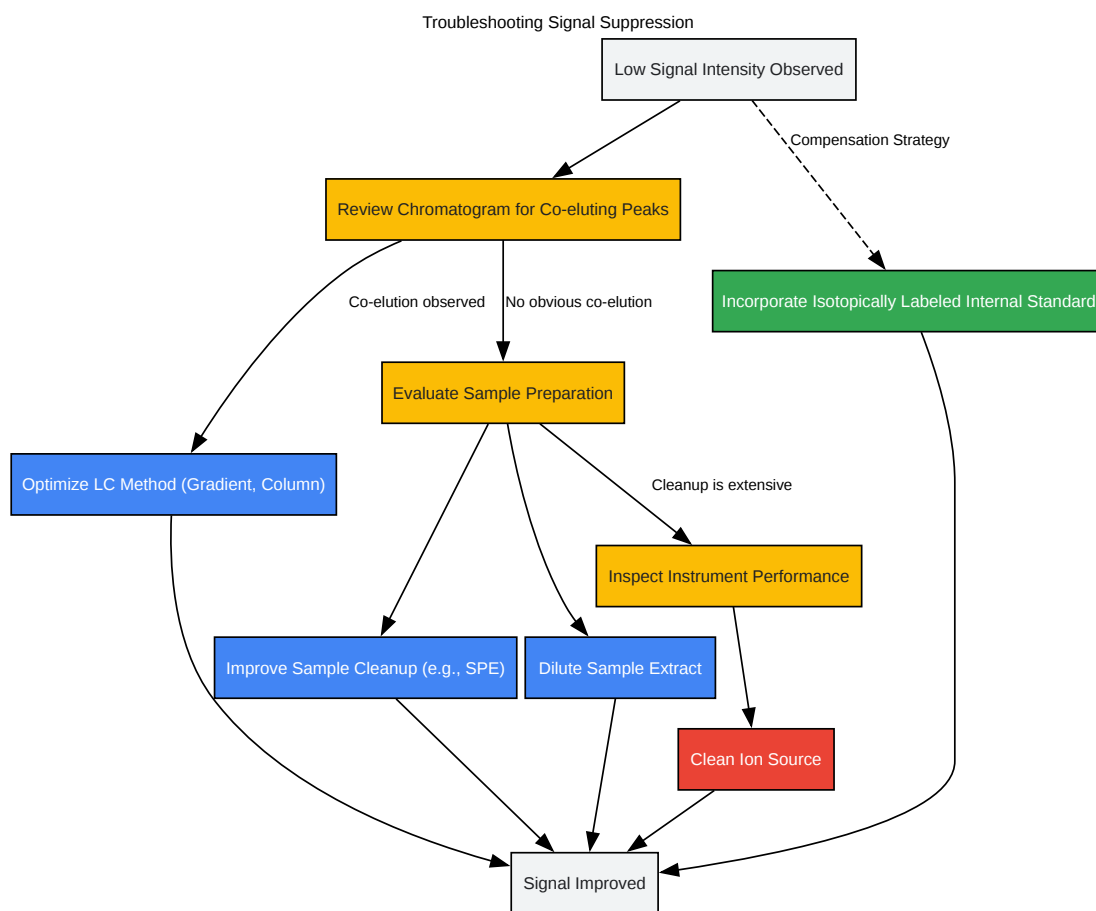 Troubleshooting Signal Suppression
Low Signal Intensity Observed
Compensation Strategy
Review Chromatogram for Co-eluting Peaks
Incorporate Isotopically Labeled Internal Standard
Co-elution observed
No obvious co-elution
Evaluate Sample Preparation
Optimize LC Method (Gradient, Column)
Cleanup is extensive
Inspect Instrument Performance
Improve Sample Cleanup (e.g., SPE)
Dilute Sample Extract
Clean Ion Source
Signal Improved